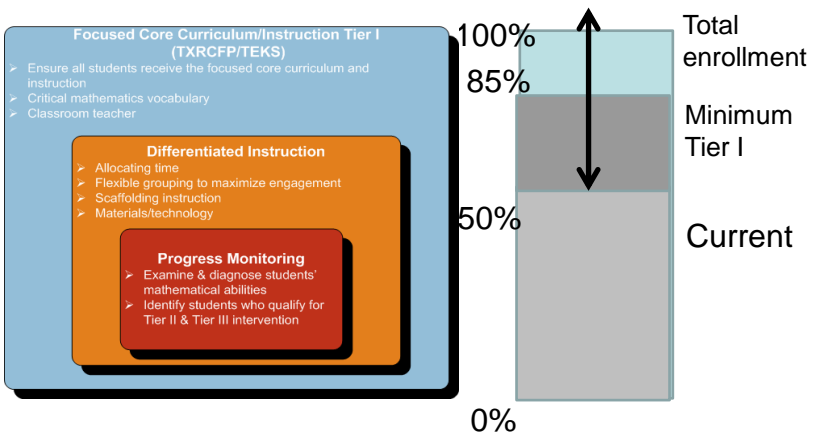 Focused Core Curriculum/Instruction Tier I
(TXRCFP/TEKS)
➢ Ensure all students receive the focused core curriculum and
instruction
➢ Critical mathematics vocabulary
➢ Classroom teacher
Differentiated Instruction
➢ Allocating time
➢ Flexible grouping to maximize engagement
➢ Scaffolding instruction
➢ Materials/technology
Progress Monitoring
➢ Examine & diagnose students'
mathematical abilities
➢ Identify students who qualify for
Tier II & Tier III intervention
100%
85%
50%
0%
Total
enrollment
Minimum
Tier I
Current